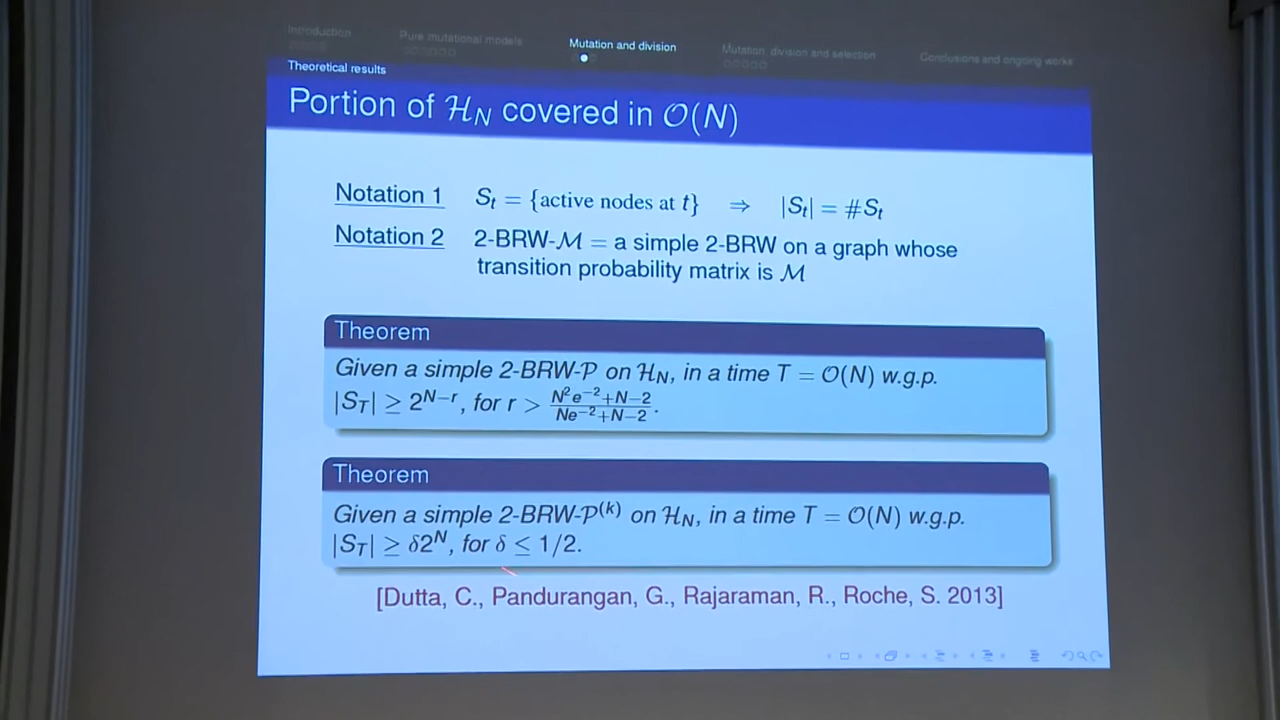 Introduction
Pure mutational models
Mutation and division
Mutation, division and selection
Conclusions and ongoing works
Theoretical results
Portion of ℋ_N covered in 𝒪(N)
Notation 1 S_t = {active nodes at t} ⇒ |S_t| = #S_t
Notation 2 2-BRW-ℳ = a simple 2-BRW on a graph whose
transition probability matrix is ℳ
Theorem
Given a simple 2-BRW-𝒫 on ℋ_N, in a time T = 𝒪(N) w.g.p.
|S_T| ≥ 2^{N−r}, for r > \frac{N^2e^{−2}+N−2}{Ne^{−2}+N−2}.
Theorem
Given a simple 2-BRW-𝒫^{(k)} on ℋ_N, in a time T = 𝒪(N) w.g.p.
|S_T| ≥ δ2^N, for δ ≤ 1/2.
[Dutta, C., Pandurangan, G., Rajaraman, R., Roche, S. 2013]